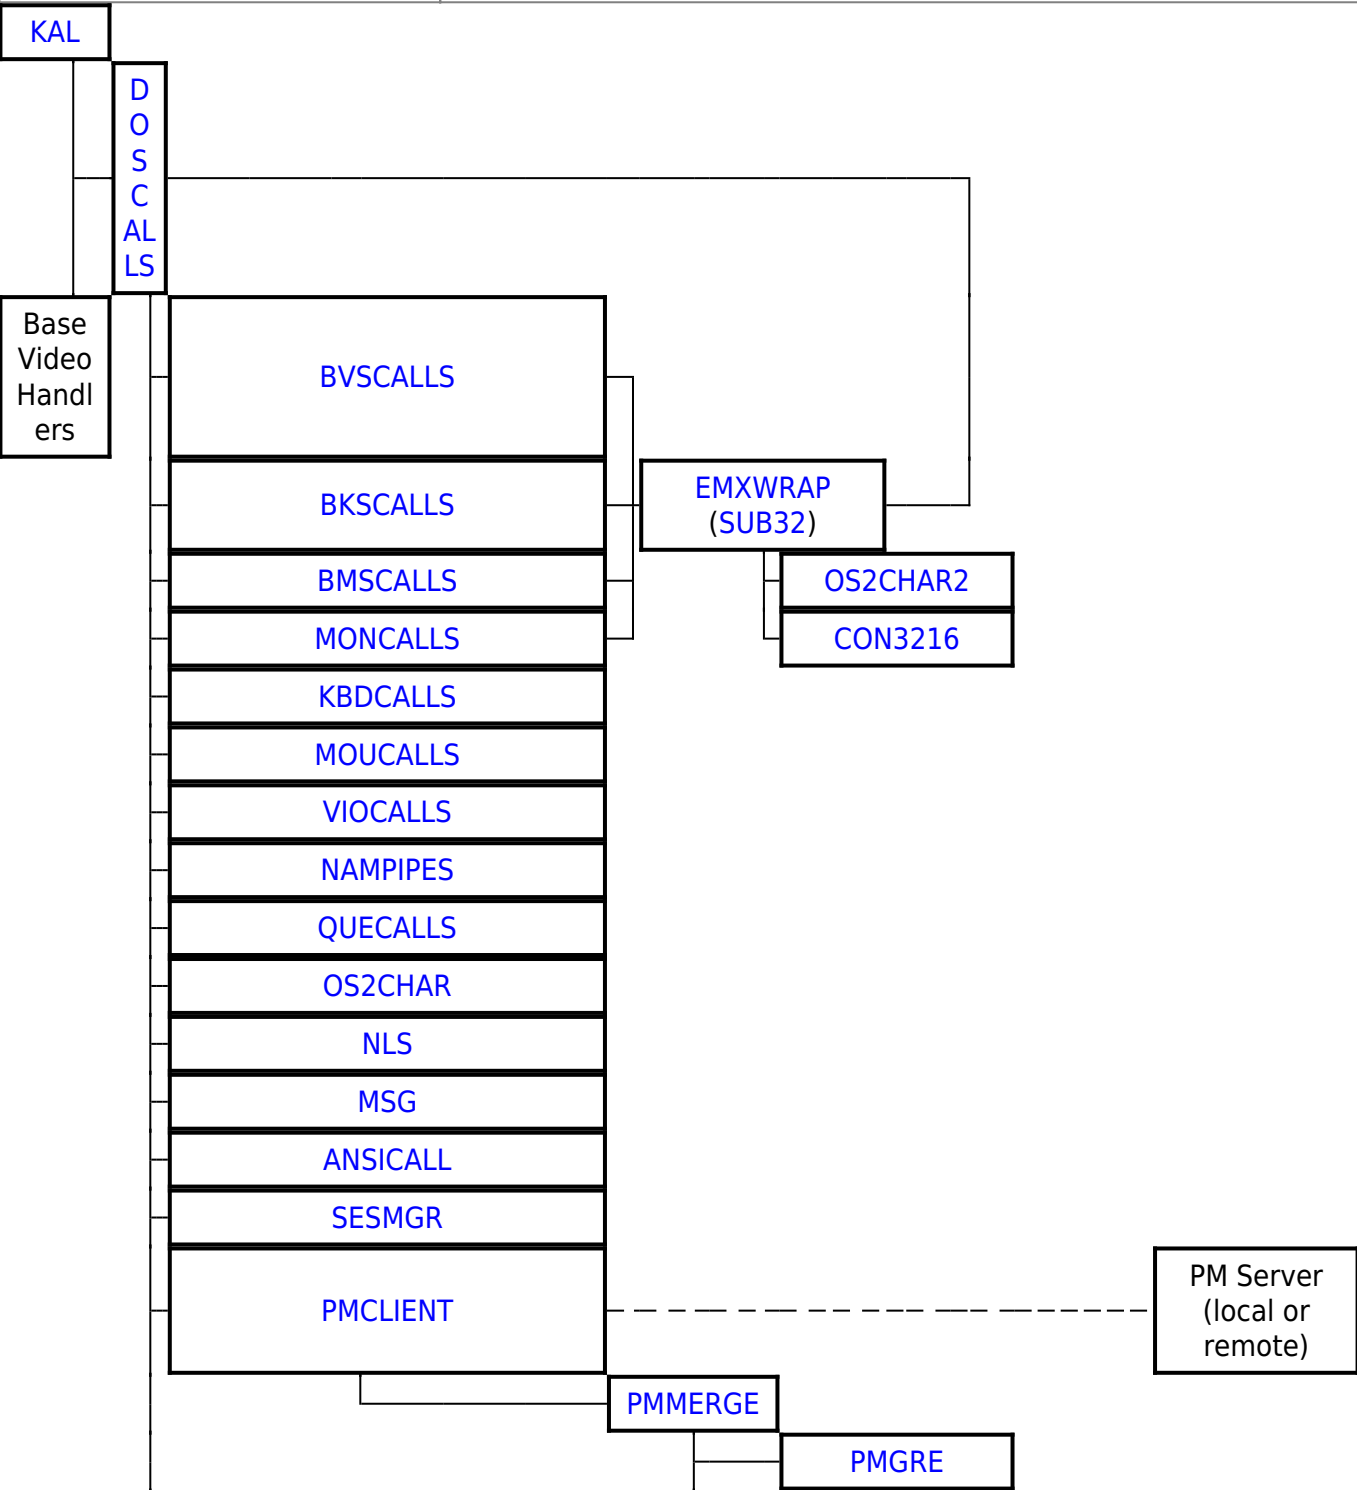 KAL
D
O
S
C
AL
LS
Base
Video
Handl
ers
BVSCALLS
BKSCALLS
EMXWRAP
(SUB32)
BMSCALLS
OS2CHAR2
MONCALLS
CON3216
KBDCALLS
MOUCALLS
VIOCALLS
NAMPIPES
QUECALLS
OS2CHAR
NLS
MSG
ANSICALL
SESMGR
PMCLIENT
PM Server
(local or
remote)
PMMERGE
PMGRE